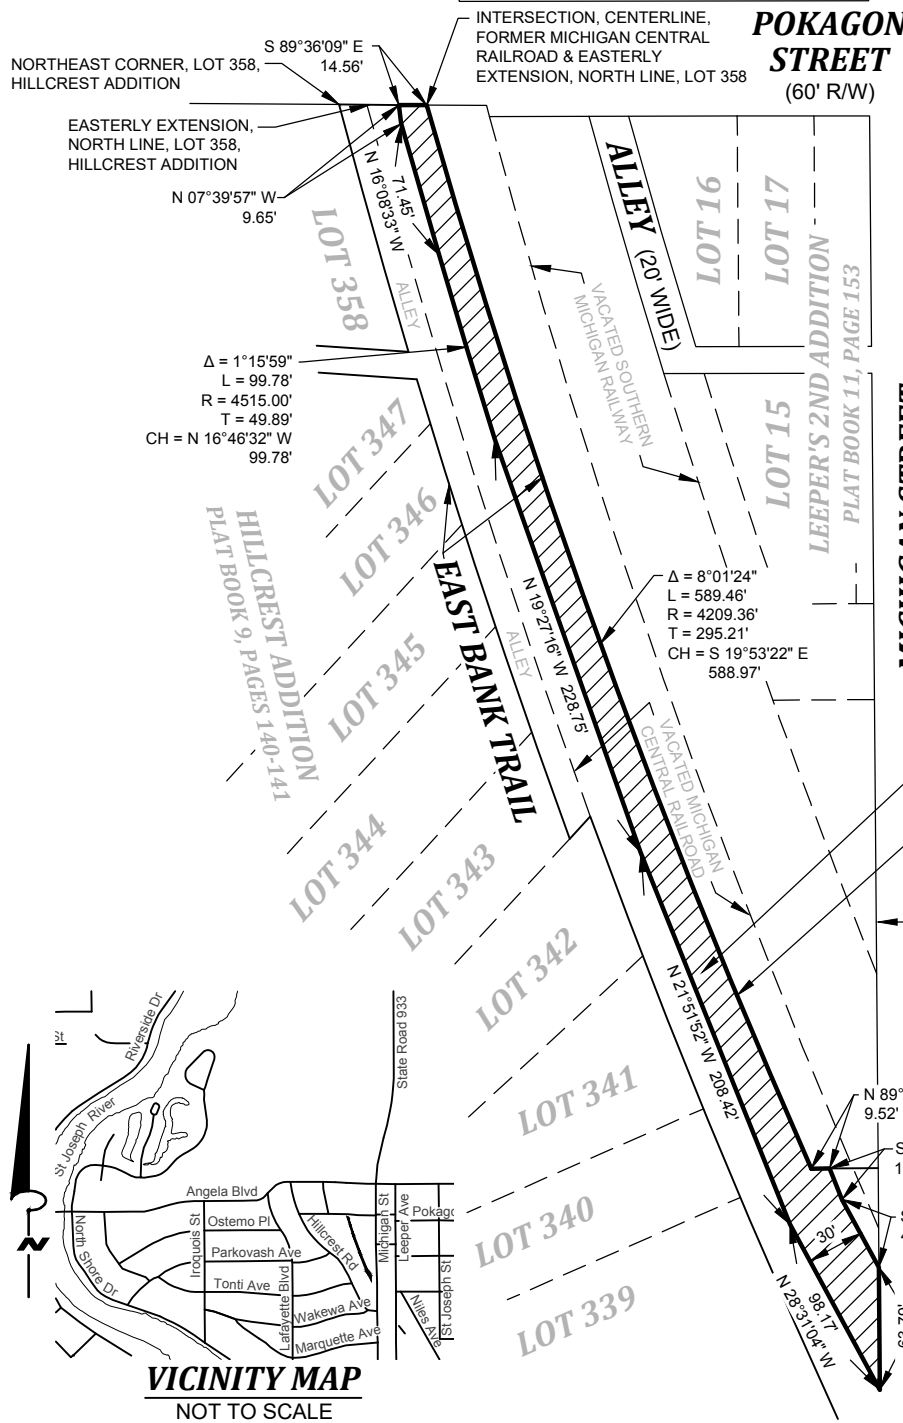 INTERSECTION, CENTERLINE,
FORMER MICHIGAN CENTRAL
RAILROAD & EASTERLY
EXTENSION, NORTH LINE, LOT 358
POKAGON
STREET
(60' R/W)
S 89°36'09" E
14.56'
NORTHEAST CORNER, LOT 358,
HILLCREST ADDITION
EASTERLY EXTENSION,
NORTH LINE, LOT 358,
HILLCREST ADDITION
N 07°39'57" W
9.65'
71.45'
N 16°08'33" W
LOT 358
ALLEY
ALLEY (20' WIDE)
LOT 16
LOT 17
LEEPER'S 2ND ADDITION
PLAT BOOK 11, PAGE 153
VACATED SOUTHERN
MICHIGAN RAILWAY
Δ = 1°15'59"
L = 99.78'
R = 4515.00'
T = 49.89'
CH = N 16°46'32" W
99.78'
LOT 347
LOT 15
LOT 346
HILLCREST ADDITION
PLAT BOOK 9, PAGES 140-141
EAST BANK TRAIL
N 19°27'16" W 228.75'
Δ = 8°01'24"
L = 589.46'
R = 4209.36'
T = 295.21'
CH = S 19°53'22" E
588.97'
LOT 345
ALLEY
VACATED MICHIGAN
CENTRAL RAILROAD
LOT 344
LOT 343
LOT 342
N 21°51'52" W 208.42'
LOT 341
N 89°
9.52'
S
1
LOT 340
30'
LOT 339
98.17'
N 28°31'04" W
St
Riverside Dr
State Road 933
St Joseph River
Angela Blvd
Ostemo Pl
Iroquois St
Hillcrest Rd
Michigan St
Leeper Ave
North Shore Dr
Parkovash Ave
Tonti Ave
Lafayette Blvd
Wakewa Ave
Marquette Ave
Niles Ave
St Joseph St
N
VICINITY MAP
NOT TO SCALE